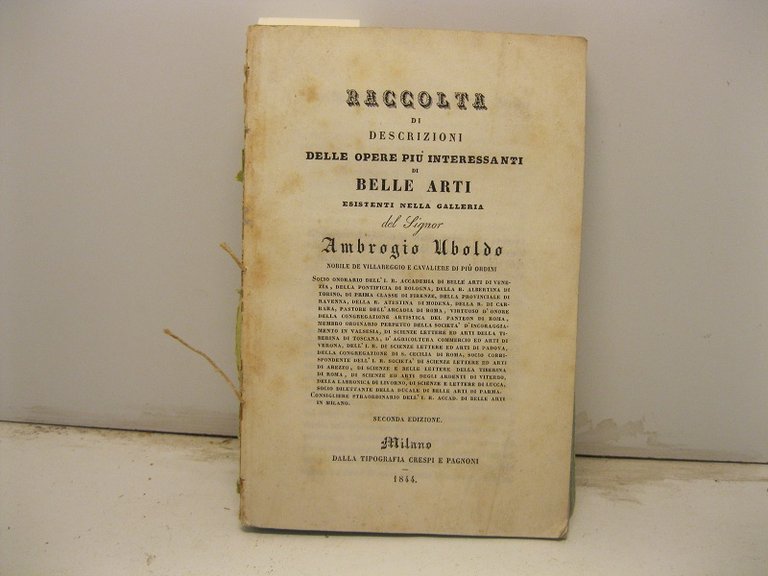 RACCOLTA
DI
DESCRIZIONI
DELLE OPERE PIU' INTERESSANTI
DI
BELLE ARTI
ESISTENTI NELLA GALLERIA
del Signor
Ambrogio Uboldo
NOBILE DE VILLAREGGIO E CAVALIERE DI PIÙ ORDINI
SOCIO ONORARIO DELL' I. R. ACCADEMIA DI BELLE ARTI DI VENE-
ZIA, DELLA PONTIFICIA DI BOLOGNA, DELLA R. ALBERTINA DI
TORINO, DI PRIMA CLASSE DI FIRENZE, DELLA PROVINCIALE DI
RAVENNA, DELLA R. ATESTINA DI MODENA, DELLA R. DI CAR-
RARA, PASTORE DELL'ARCADIA DI ROMA, VIRTUOSO D'ONORE
DELLA CONGREGAZIONE ARTISTICA DEL PANTEON DI ROMA,
MEMBRO ORDINARIO PERPETUO DELLA SOCIETA' D'INCORAGGIA-
MENTO IN VALSESIA, DI SCIENZE LETTERE ED ARTI DELLA TI-
BERINA DI TOSCANA, D'AGRICOLTURA COMMERCIO ED ARTI DI
VERONA, DELL' I. R. DI SCIENZE LETTERE ED ARTI DI PADOVA,
DELLA CONGREGAZIONE DI S. CECILIA DI ROMA, SOCIO CORRI-
SPONDENTE DELL' I. R. SOCIETA' DI SCIENZE LETTERE ED ARTI
DI AREZZO, DI SCIENZE E BELLE LETTERE DELLA TIBERINA
DI ROMA, DI SCIENZE ED ARTI DEGLI ARDENTI DI VITERBO,
DELLA LABRONICA DI LIVORNO, DI SCIENZE E LETTERE DI LUCCA,
SOCIO DILETTANTE DELLA DUCALE DI BELLE ARTI DI PARMA.
CONSIGLIERE STRAORDINARIO DELL' I. R. ACCAD. DI BELLE ARTI
IN MILANO.
SECONDA EDIZIONE.
Milano
DALLA TIPOGRAFIA CRESPI E PAGNONI
1844.